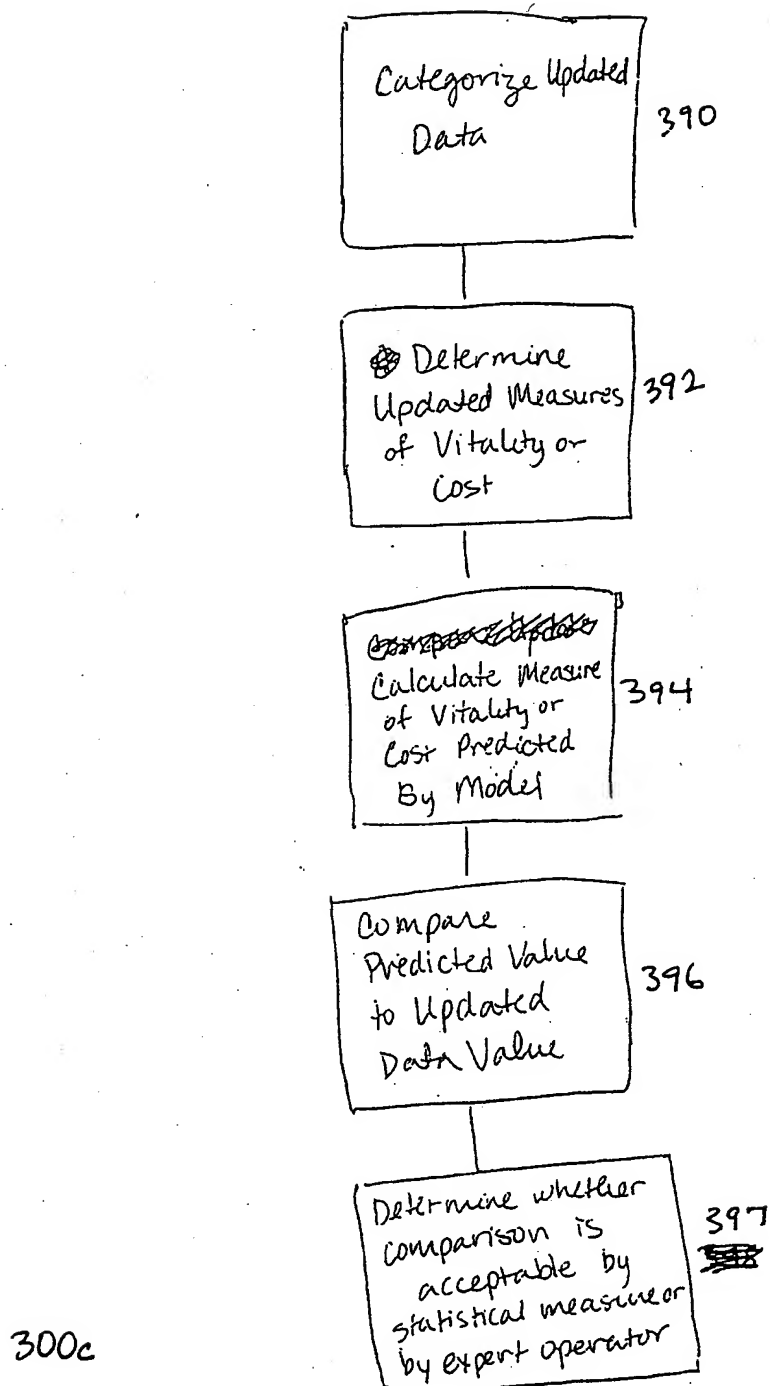 Categorize Updated
Data
390
Determine
Updated Measures
of Vitality or
Cost
392
Calculate Measure
of Vitality or
Cost Predicted
By Model
394
Compare
Predicted Value
to Updated
Data Value
396
Determine whether
comparison is
acceptable by
statistical measure or
by expert operator
397
300c